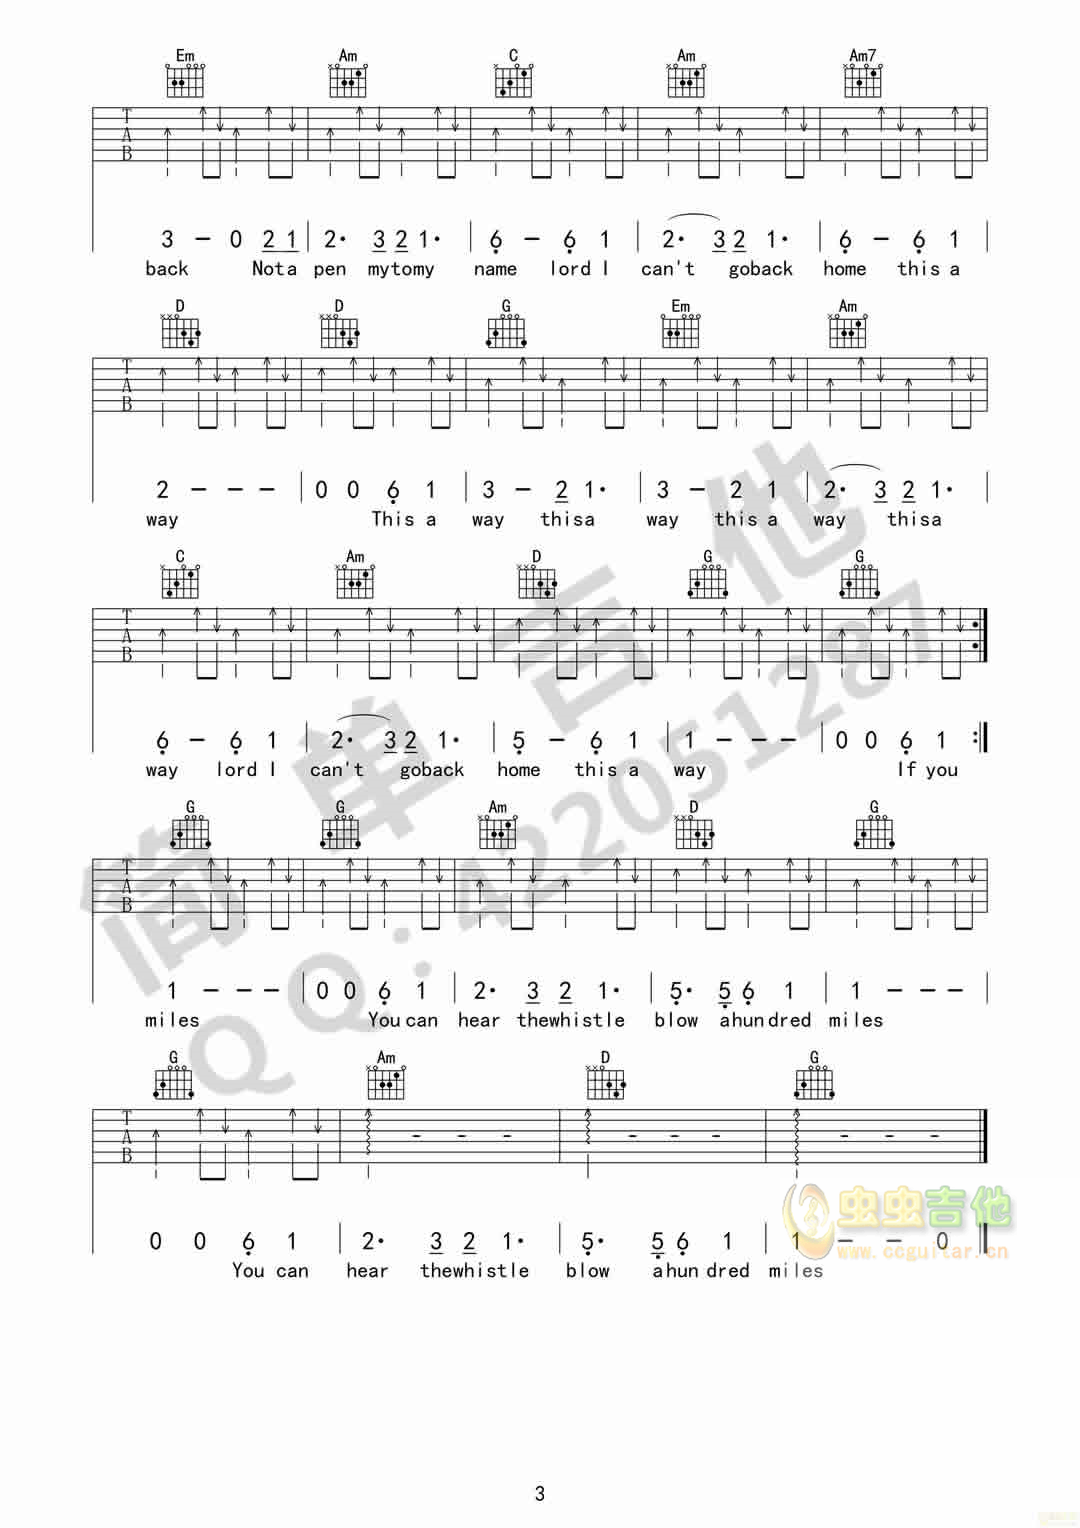 Em Am C Am Am7
T
A
B
3 - 0 2 1 | 2· 3 2 1· | 6 - 6 1 | 2· 3 2 1· | 6 - 6 1 |
back Nota pen mytomy name lord I can't goback home this a
D D G Em Am
T
A
B
2 - - - | 0 0 6 1 | 3 - 2 1· | 3 - 2 1 | 2· 3 2 1· |
way This a way thisa way this a way thisa
C Am D G G
T
A
B
6 - 6 1 | 2· 3 2 1· | 5 - 6 1 | 1 - - - | 0 0 6 1 :|
way lord I can't goback home this a way If you
G G Am D G
T
A
B
1 - - - | 0 0 6 1 | 2· 3 2 1· | 5· 5 6 1 | 1 - - - |
miles You can hear thewhistle blow ahundred miles
G Am D G
T
A
B
0 0 6 1 | 2· 3 2 1· | 5· 5 6 1 | 1 - - 0 |
You can hear thewhistle blow ahundred miles
简单吉他
QQ:422051287
虫虫吉他
www.ccguitar.cn
3